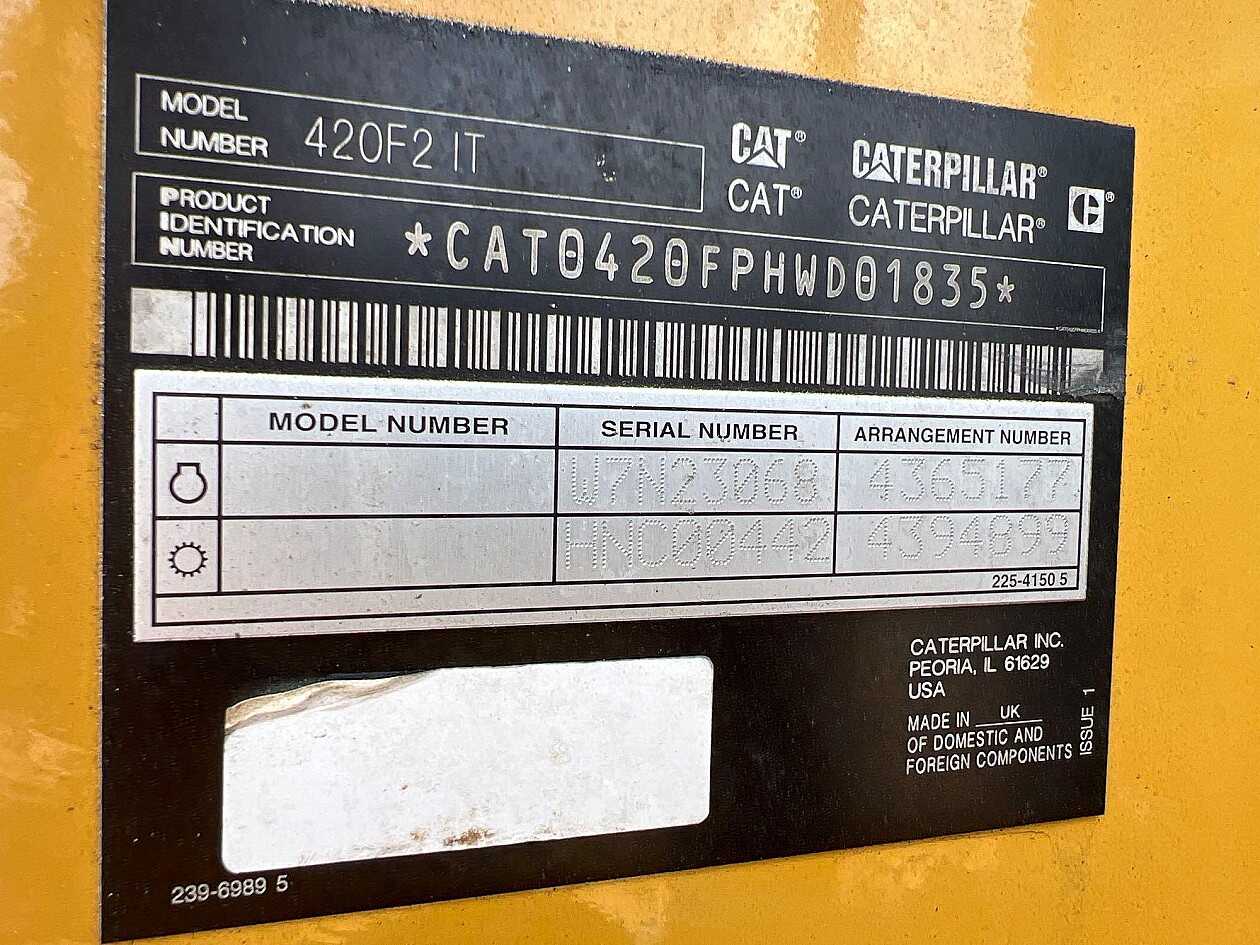 MODEL
NUMBER 420F2 IT
CAT® CATERPILLAR®
CAT® CATERPILLAR® C®
PRODUCT
IDENTIFICATION
NUMBER
*CAT0420FPHWD01835*
MODEL NUMBER SERIAL NUMBER ARRANGEMENT NUMBER
W7N23068 4365177
HNC00442 4394899
225-4150 5
CATERPILLAR INC.
PEORIA, IL 61629
USA
MADE IN UK
OF DOMESTIC AND
FOREIGN COMPONENTS
ISSUE 1
239-6989 5